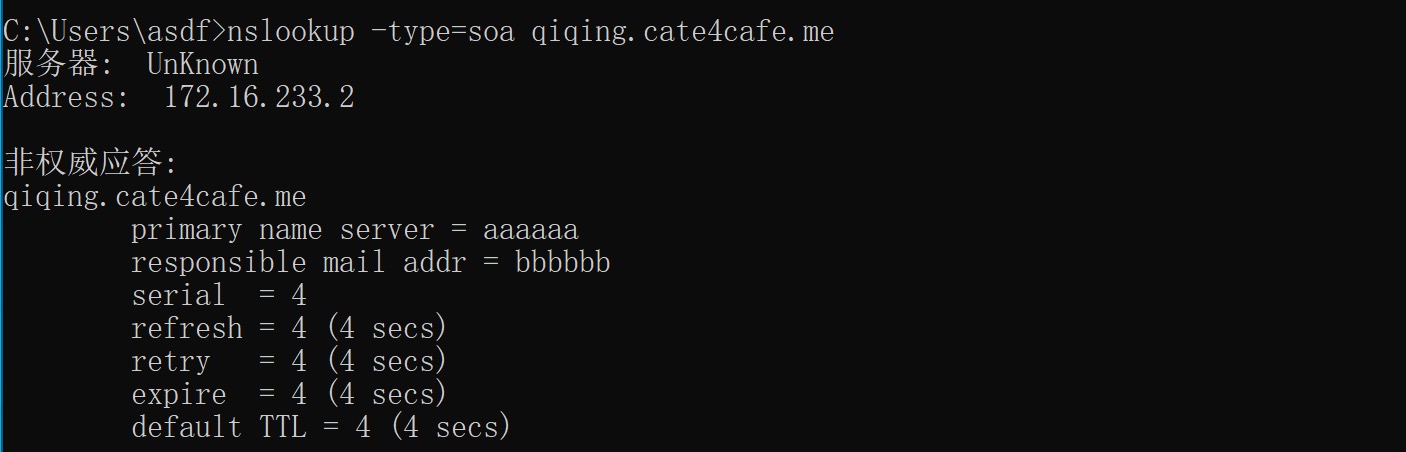 C:\Users\asdf>nslookup -type=soa qiqing.cate4cafe.me
服务器:  UnKnown
Address:  172.16.233.2
非权威应答:
qiqing.cate4cafe.me
        primary name server = aaaaaa
        responsible mail addr = bbbbbb
        serial  = 4
        refresh = 4 (4 secs)
        retry   = 4 (4 secs)
        expire  = 4 (4 secs)
        default TTL = 4 (4 secs)